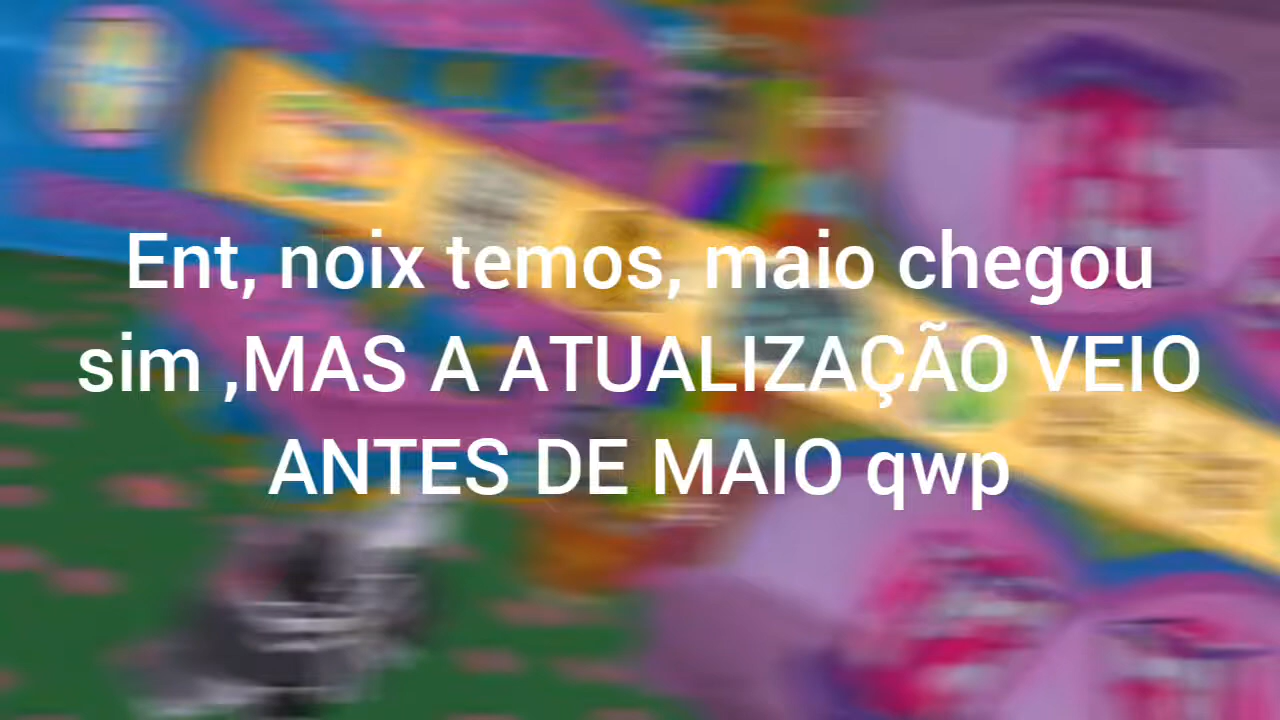 Ent, noix temos, maio chegou
sim ,MAS A ATUALIZAÇÃO VEIO
ANTES DE MAIO qwp